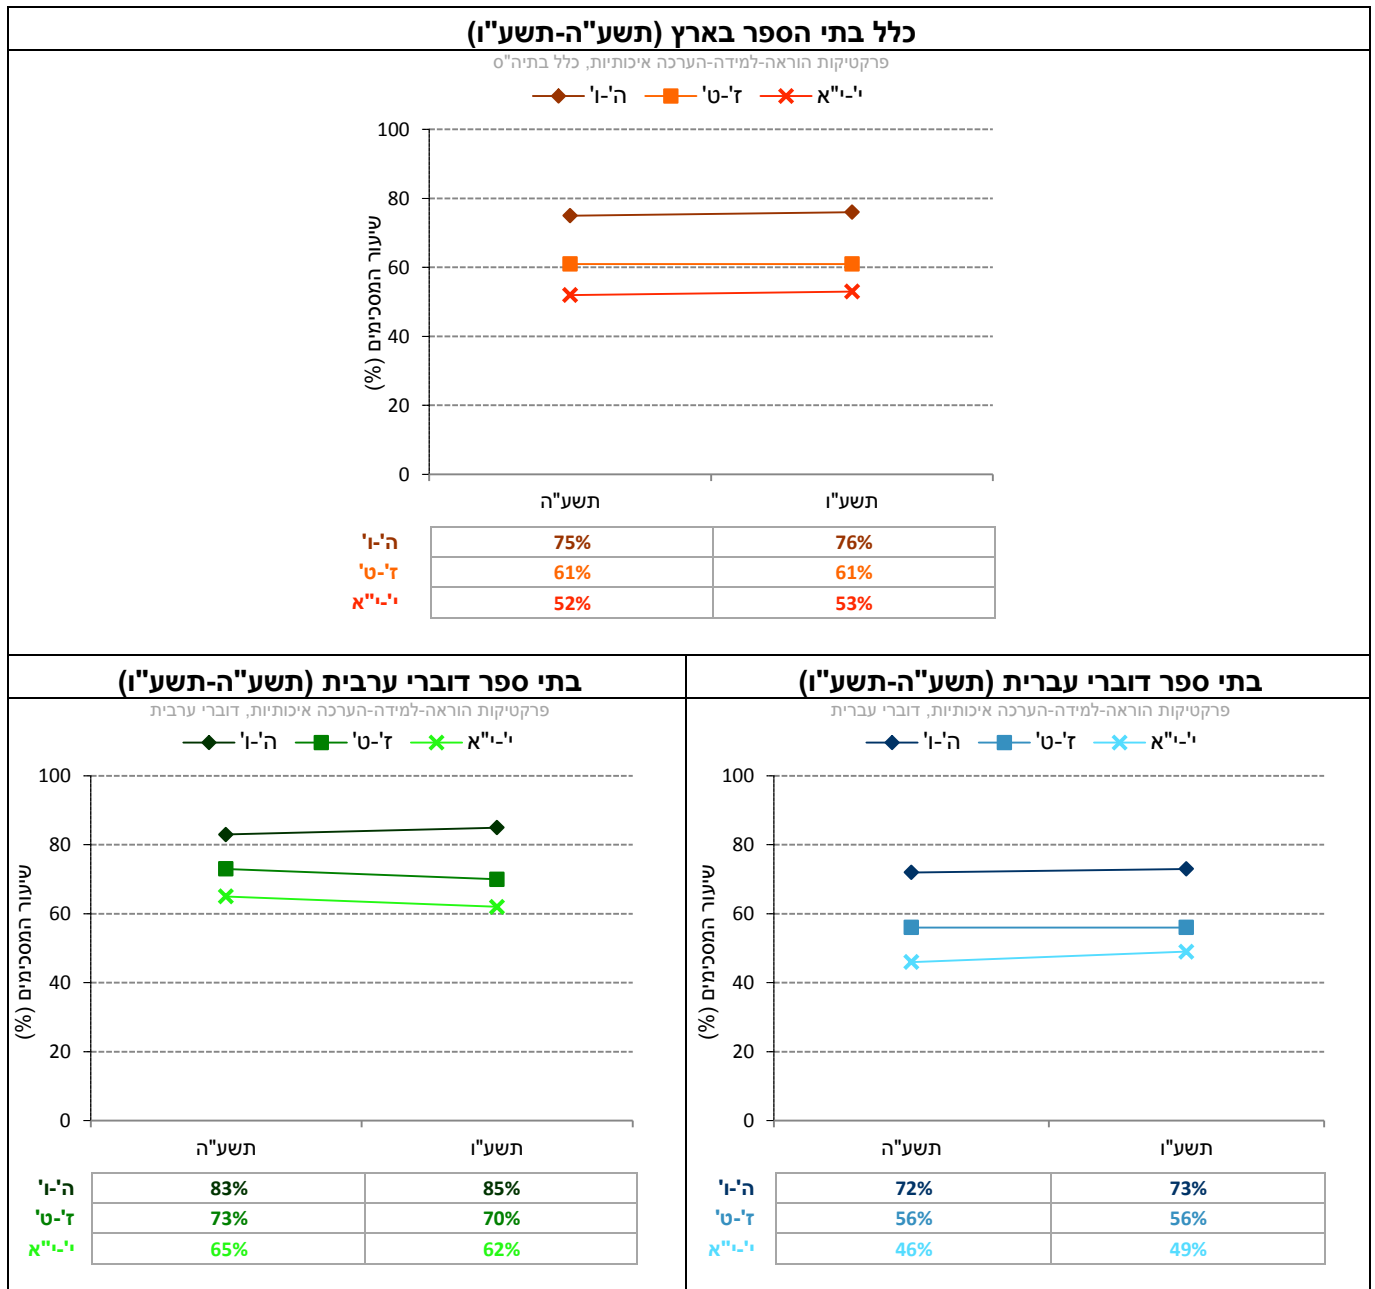 כלל בתי הספר בארץ (תשע"ה-תשע"ו)
פרקטיקות הוראה-למידה-הערכה איכותיות, כלל בתיה"ס
ה'-ו' ז'-ט' י'-י"א
שיעור המסכימים (%)
100
80
60
40
20
0
תשע"ה תשע"ו
ה'-ו' 75% 76%
ז'-ט' 61% 61%
י'-י"א 52% 53%
בתי ספר דוברי עברית (תשע"ה-תשע"ו)
פרקטיקות הוראה-למידה-הערכה איכותיות, דוברי עברית
ה'-ו' ז'-ט' י'-י"א
שיעור המסכימים (%)
100
80
60
40
20
0
תשע"ה תשע"ו
ה'-ו' 72% 73%
ז'-ט' 56% 56%
י'-י"א 46% 49%
בתי ספר דוברי ערבית (תשע"ה-תשע"ו)
פרקטיקות הוראה-למידה-הערכה איכותיות, דוברי ערבית
ה'-ו' ז'-ט' י'-י"א
שיעור המסכימים (%)
100
80
60
40
20
0
תשע"ה תשע"ו
ה'-ו' 83% 85%
ז'-ט' 73% 70%
י'-י"א 65% 62%